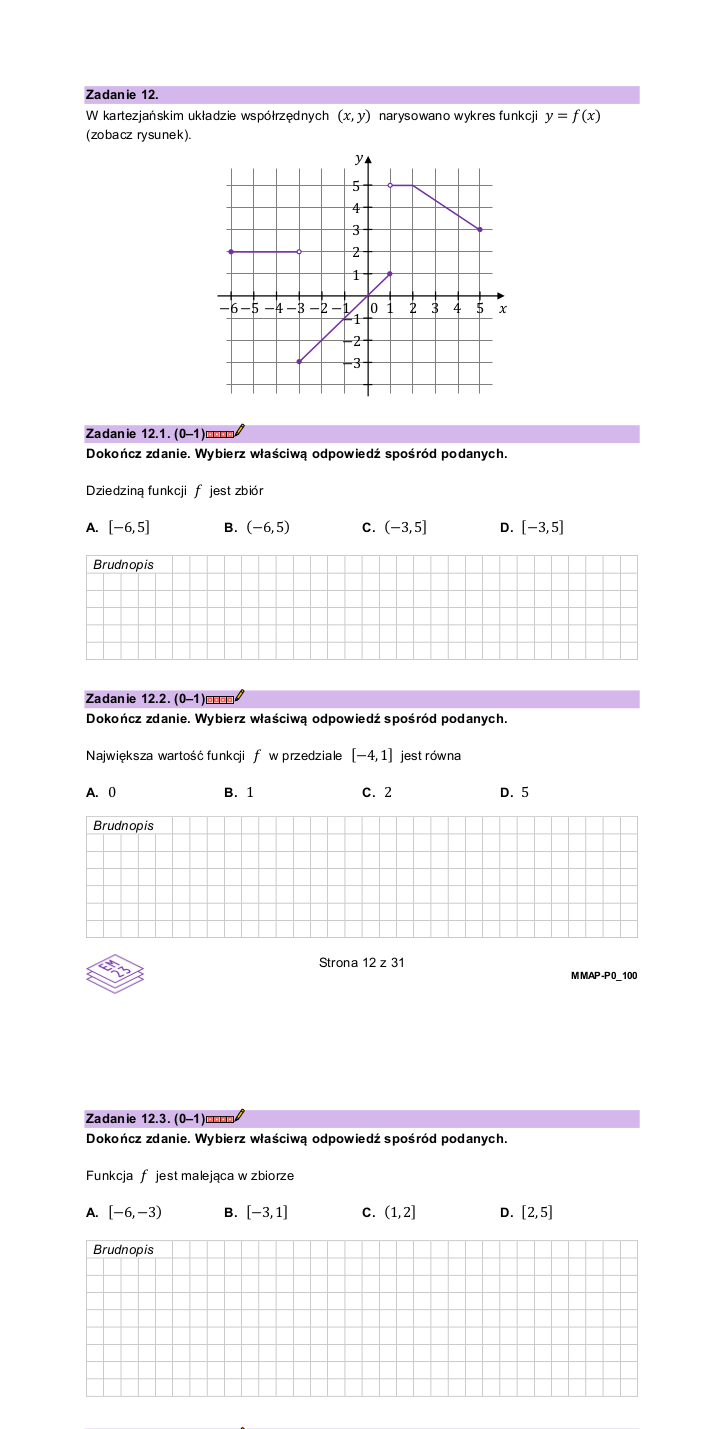 Zadanie 12.
W kartezjańskim układzie współrzędnych (x, y) narysowano wykres funkcji y = f(x)
(zobacz rysunek).
y
5
4
3
2
1
−6 −5 −4 −3 −2 −1 0 1 2 3 4 5 x
−1
−2
−3
Zadanie 12.1. (0–1)
Dokończ zdanie. Wybierz właściwą odpowiedź spośród podanych.
Dziedziną funkcji f jest zbiór
A. [−6, 5] B. (−6, 5) C. (−3, 5] D. [−3, 5]
Brudnopis
Zadanie 12.2. (0–1)
Dokończ zdanie. Wybierz właściwą odpowiedź spośród podanych.
Największa wartość funkcji f w przedziale [−4, 1] jest równa
A. 0 B. 1 C. 2 D. 5
Brudnopis
EM
23
Strona 12 z 31
MMAP-P0_100
Zadanie 12.3. (0–1)
Dokończ zdanie. Wybierz właściwą odpowiedź spośród podanych.
Funkcja f jest malejąca w zbiorze
A. [−6, −3) B. [−3, 1] C. (1, 2] D. [2, 5]
Brudnopis